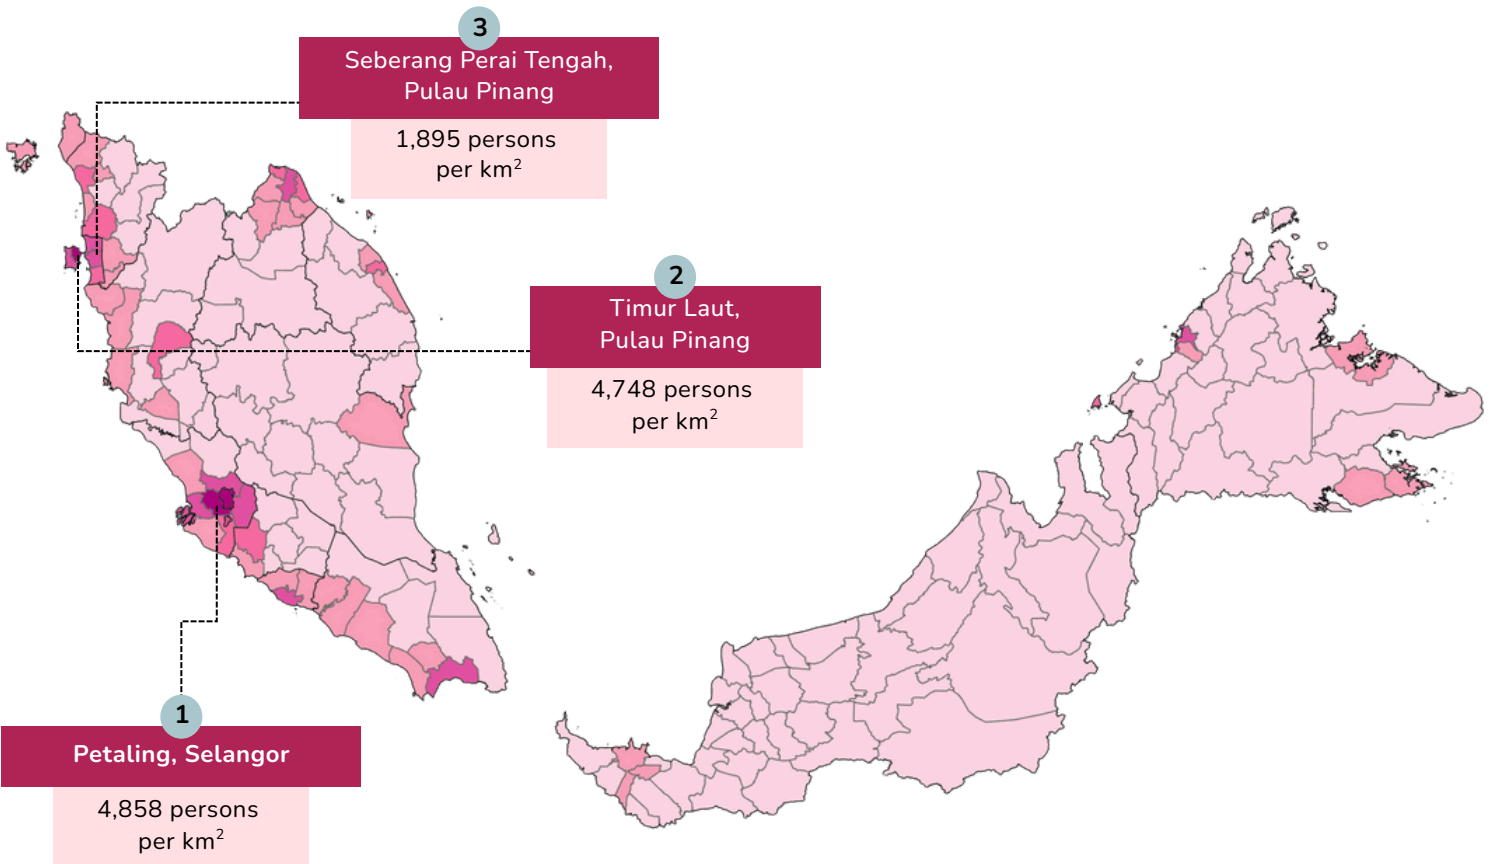 3
Seberang Perai Tengah,
Pulau Pinang
1,895 persons
per km²
2
Timur Laut,
Pulau Pinang
4,748 persons
per km²
1
Petaling, Selangor
4,858 persons
per km²